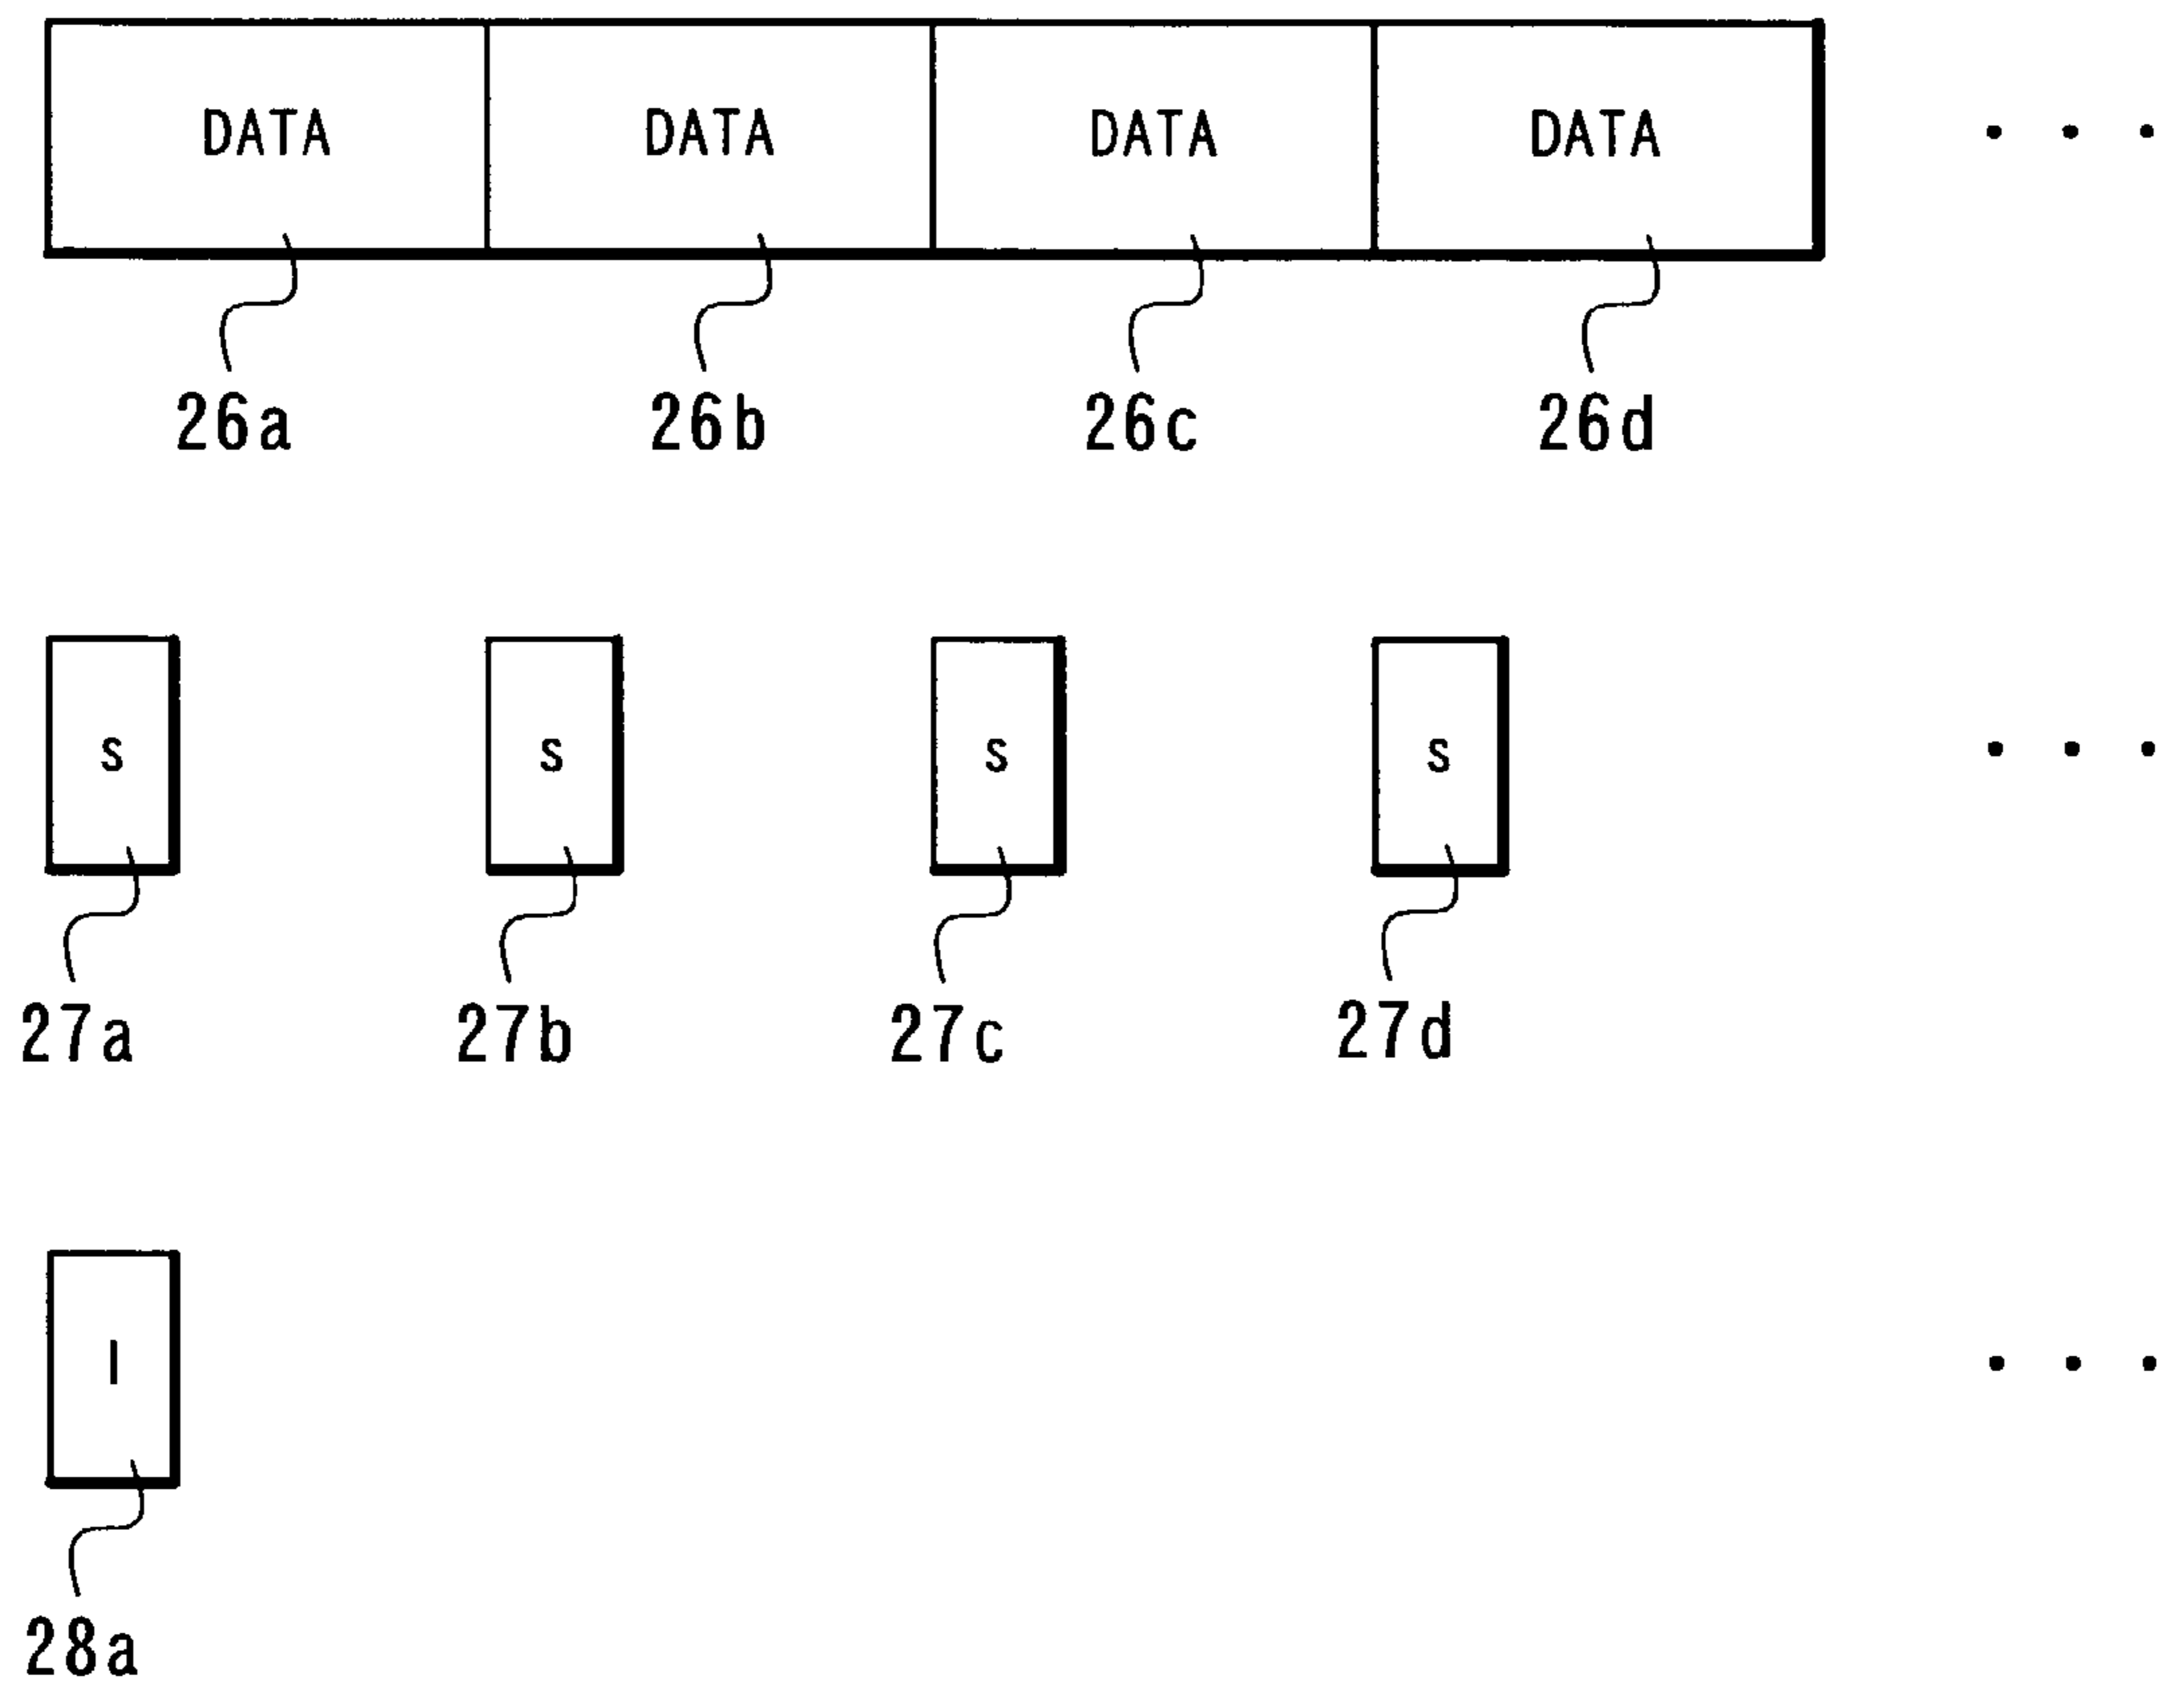 DATA DATA DATA DATA . . .
26a 26b 26c 26d
S S S S . . .
27a 27b 27c 27d
I . . .
28a